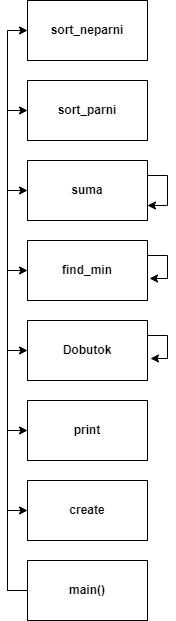 sort_neparni
sort_parni
suma
find_min
Dobutok
print
create
main()